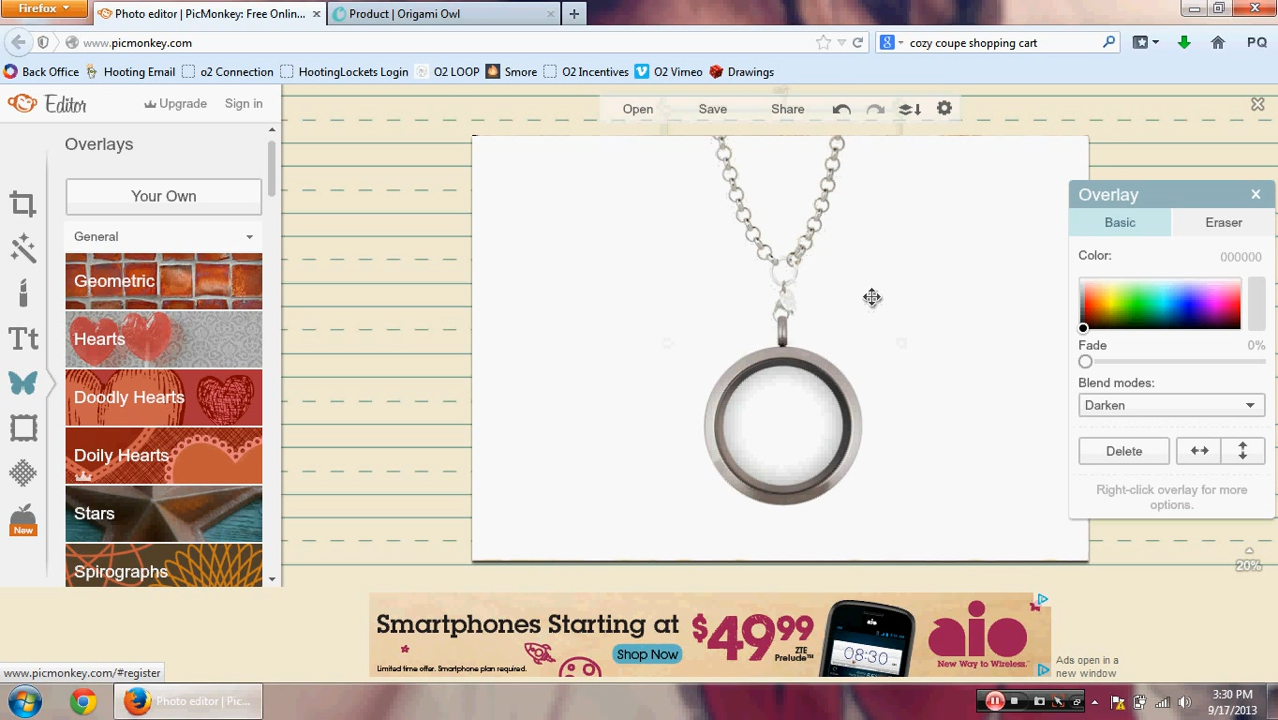 Firefox
Photo editor | PicMonkey: Free Onlin...
Product | Origami Owl
www.picmonkey.com
cozy coupe shopping cart
PQ
Back Office
Hooting Email
o2 Connection
HootingLockets Login
O2 LOOP
Smore
O2 Incentives
O2 Vimeo
Drawings
Editor
Upgrade
Sign in
Open
Save
Share
Overlays
Your Own
General
Geometric
Hearts
Doodly Hearts
Doily Hearts
Stars
Spirographs
Tt
New
Overlay
Basic
Eraser
Color:
000000
Fade
0%
Blend modes:
Darken
Delete
Right-click overlay for more
options.
20%
Smartphones Starting at $49.99
Shop Now
Limited time offer. Smartphone plan required.
ZTE
Prelude™
08:30
aio
New Way to Wireless.
Ads open in a
new window
www.picmonkey.com/#register
Photo editor | Pic...
3:30 PM
9/17/2013